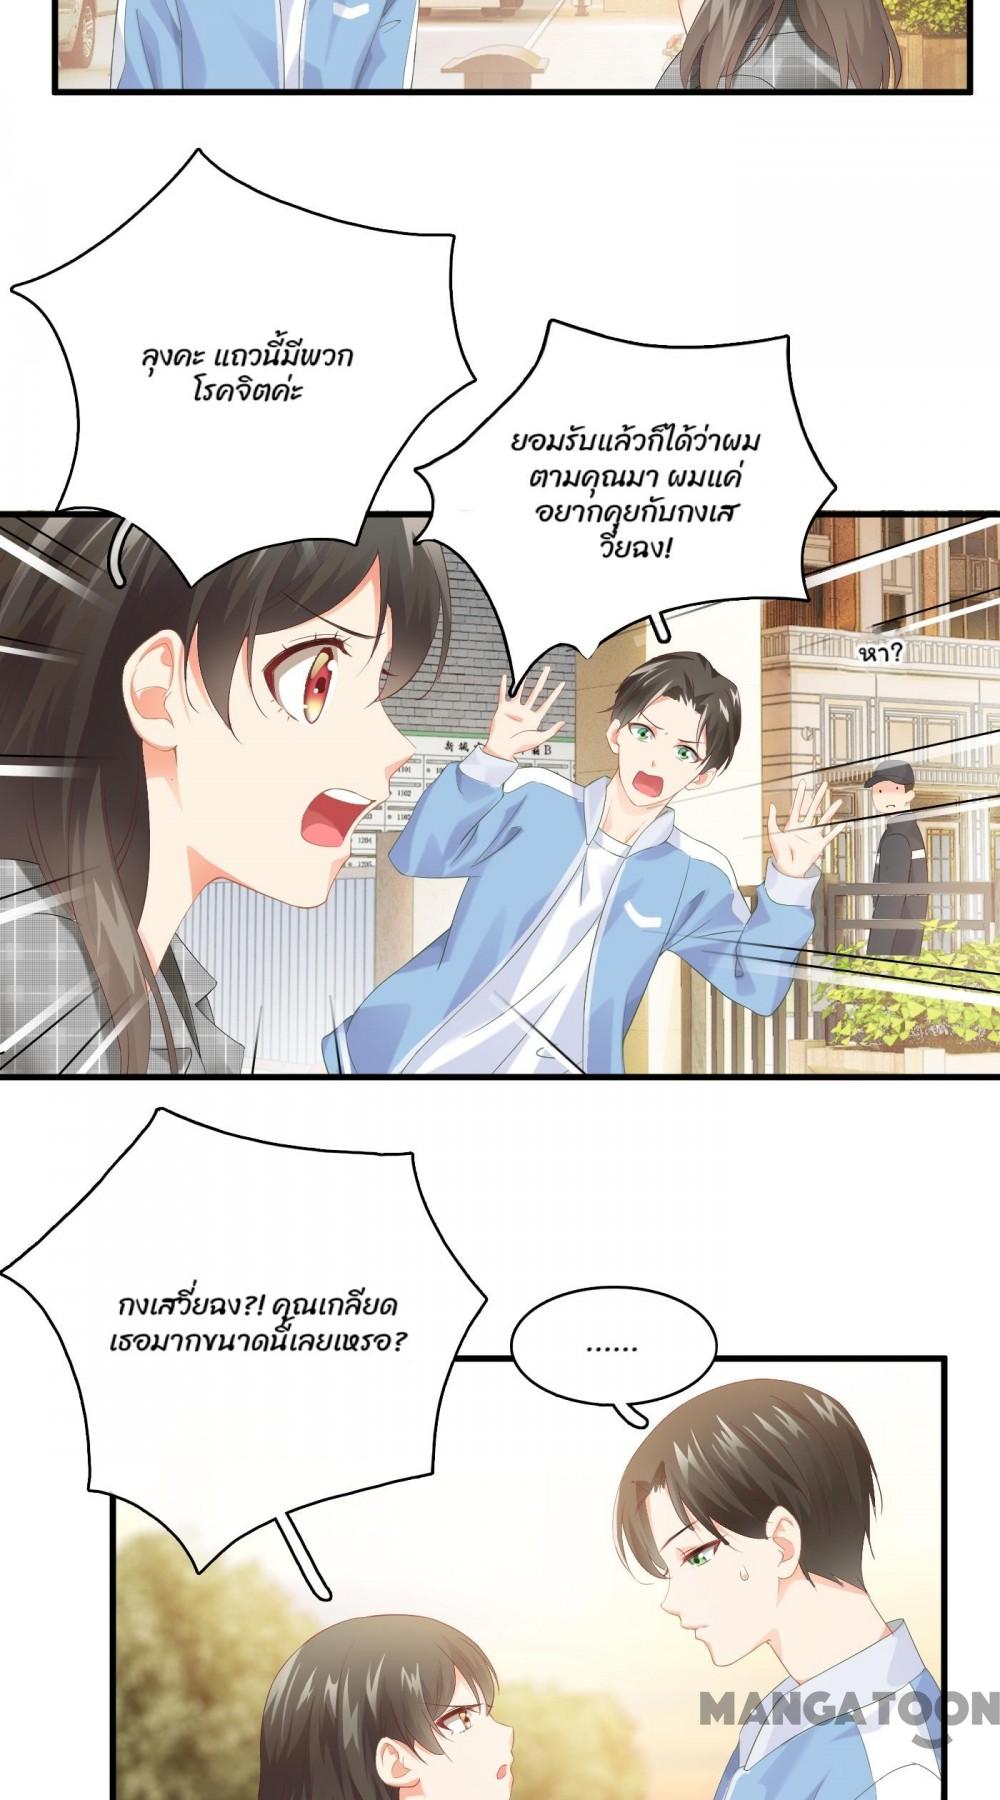 ลุงคะ แถวนี้มีพวก
โรคจิตค่ะ
ยอมรับแล้วก็ได้ว่าผม
ตามคุณมา ผมแค่
อยากคุยกับกงเส
วี่ยฉง!
หา?
B
1101
1102
1201
กงเสวี่ยฉง?! คุณเกลียด
เธอมากขนาดนี้เลยเหรอ?
......
MANGATOON